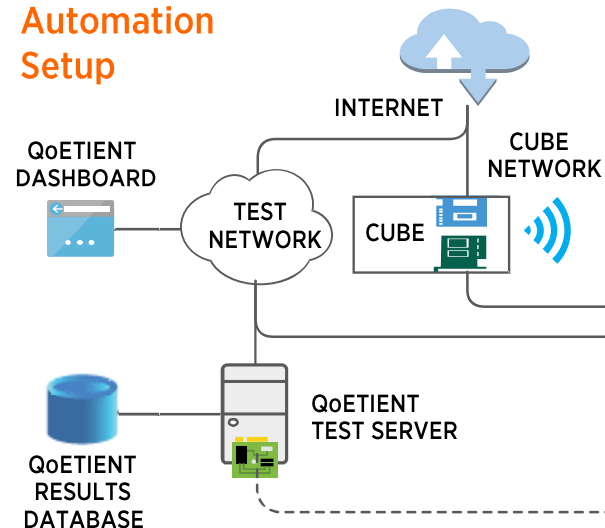 Automation
Setup
INTERNET
QoETIENT
DASHBOARD
CUBE
NETWORK
TEST
NETWORK
CUBE
QoETIENT
TEST SERVER
QoETIENT
RESULTS
DATABASE